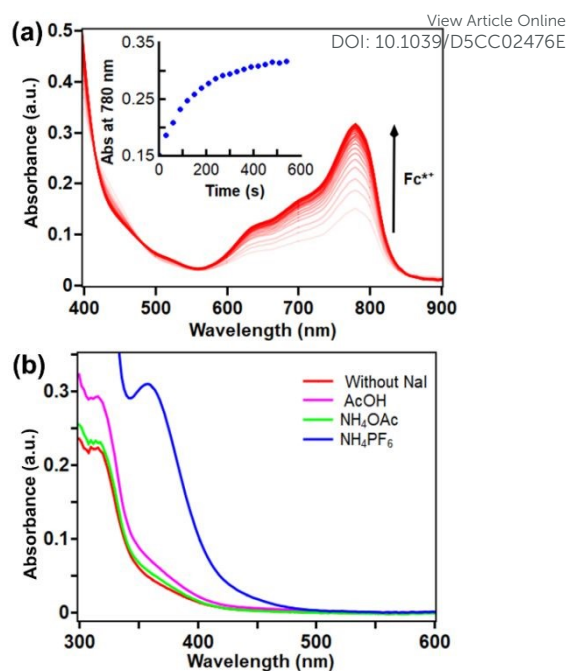 View Article Online
DOI: 10.1039/D5CC02476E
(a)
0.5
0.4
0.3
0.2
0.1
0
Absorbance (a.u.)
400 500 600 700 800 900
Wavelength (nm)
0.35
0.25
0.15
Abs at 780 nm
0 200 400 600
Time (s)
Fc*+
(b)
0.3
0.2
0.1
0
Absorbance (a.u.)
300 400 500 600
Wavelength (nm)
Without NaI
AcOH
NH₄OAc
NH₄PF₆